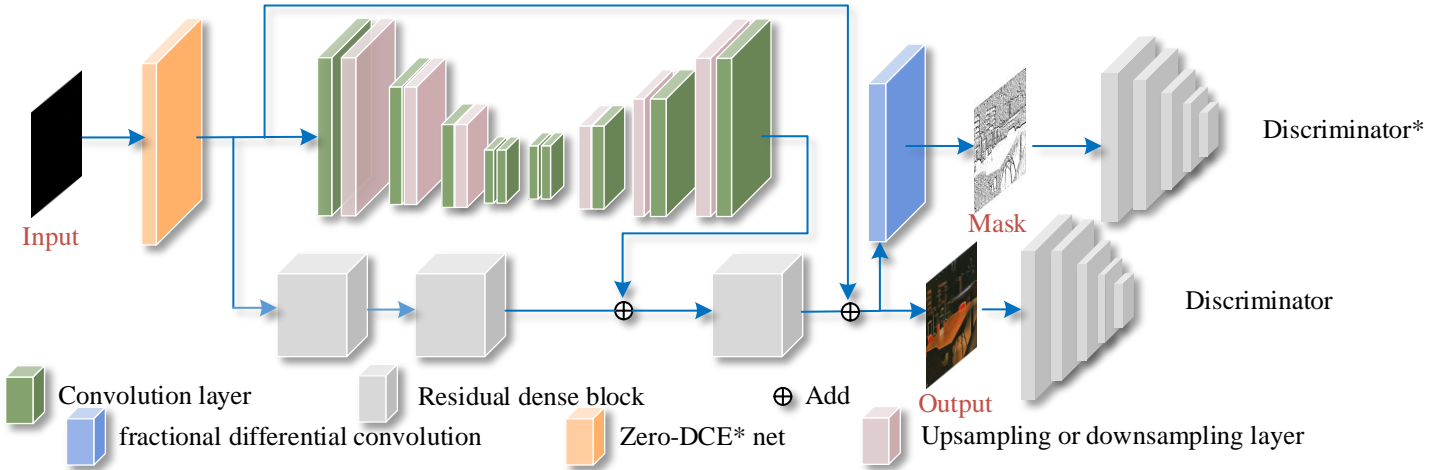 Discriminator*
Input
Mask
Discriminator
Output
Convolution layer
Residual dense block
⊕ Add
fractional differential convolution
Zero-DCE* net
Upsampling or downsampling layer